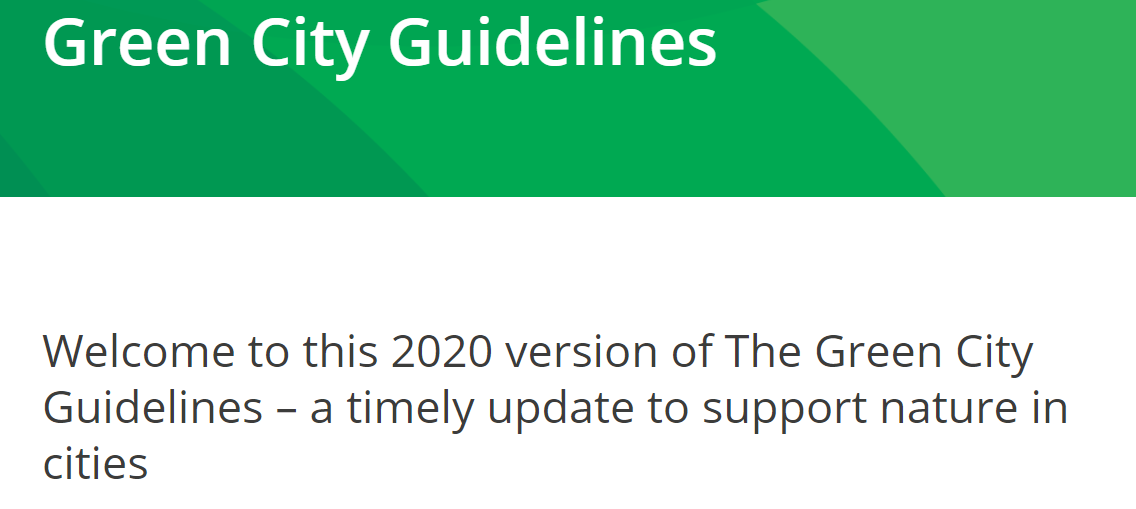 Green City Guidelines
Welcome to this 2020 version of The Green City
Guidelines – a timely update to support nature in
cities